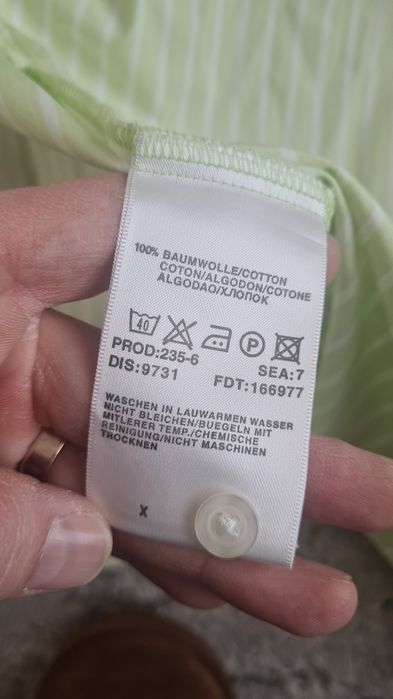 100% BAUMWOLLE/COTTON
COTON/ALGODON/COTONE
ALGODAO/ХЛОПОК
40 P
PROD:235-6 SEA:7
DIS:9731 FDT:166977
WASCHEN IN LAUWARMEN WASSER
NICHT BLEICHEN/BUEGELN MIT
MITLERER TEMP./CHEMISCHE
REINIGUNG/NICHT MASCHINEN
TROCKNEN
X